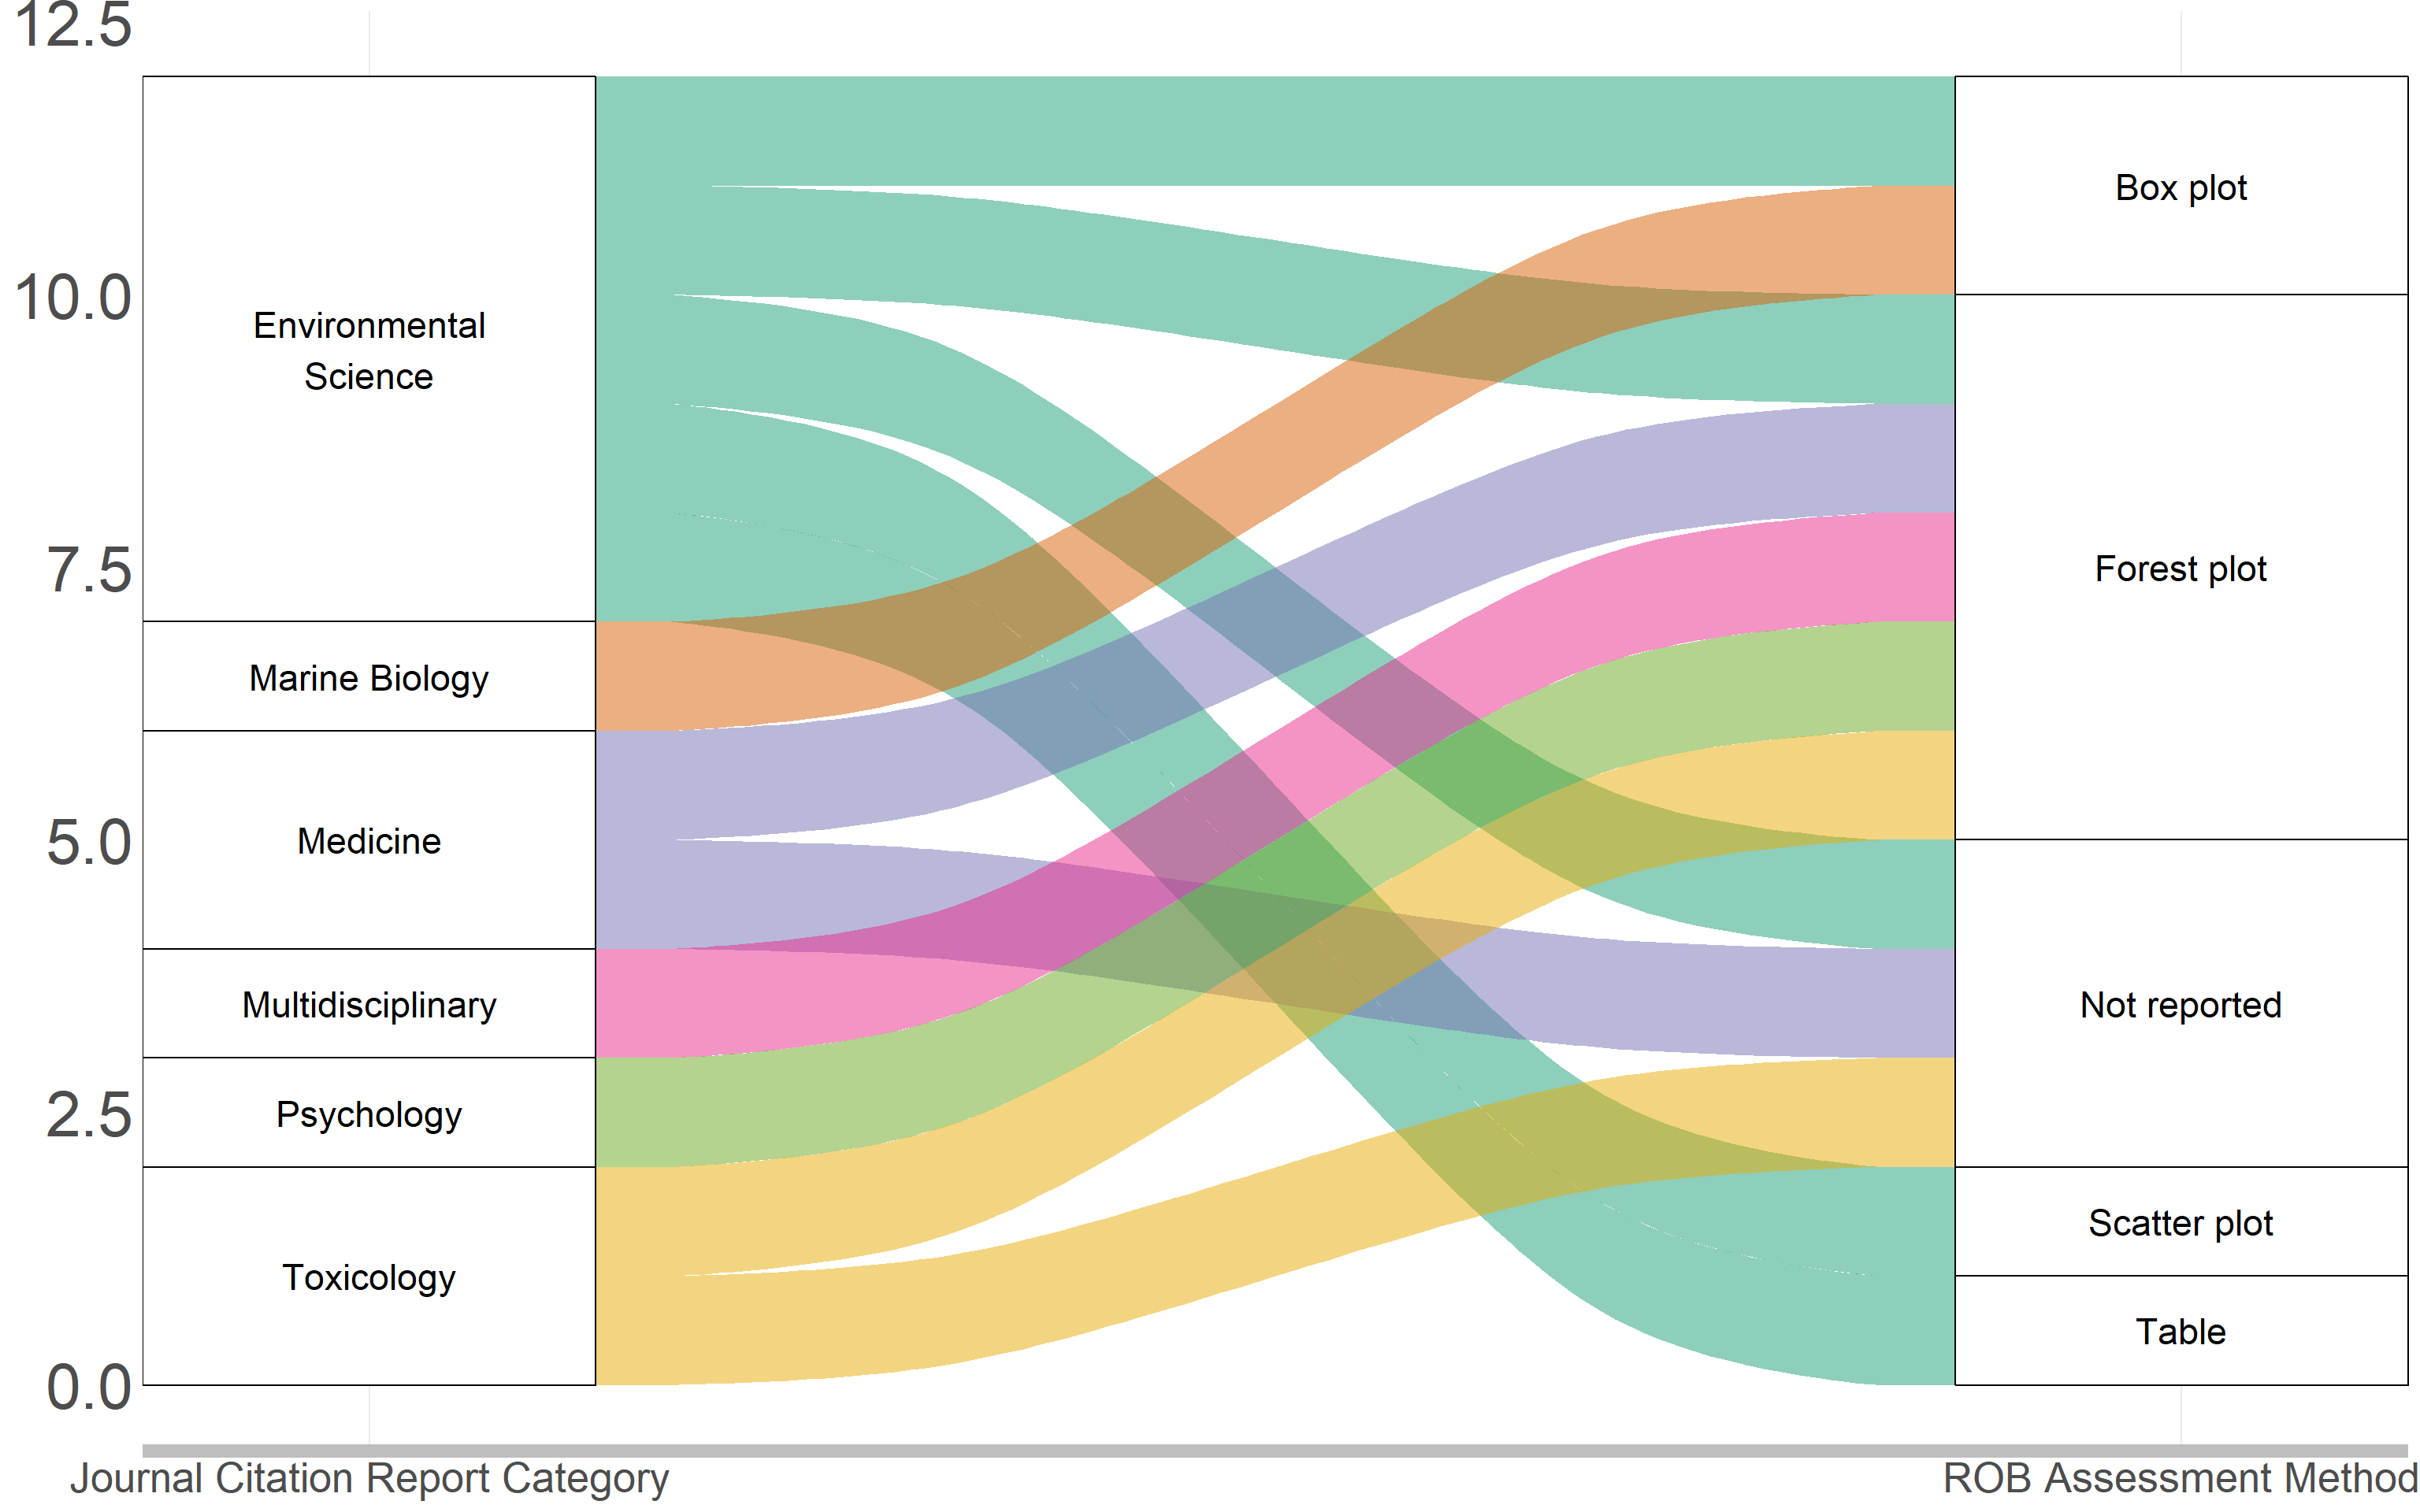 12.5
10.0
7.5
5.0
2.5
0.0
Environmental
Science
Marine Biology
Medicine
Multidisciplinary
Psychology
Toxicology
Box plot
Forest plot
Not reported
Scatter plot
Table
Journal Citation Report Category
ROB Assessment Method